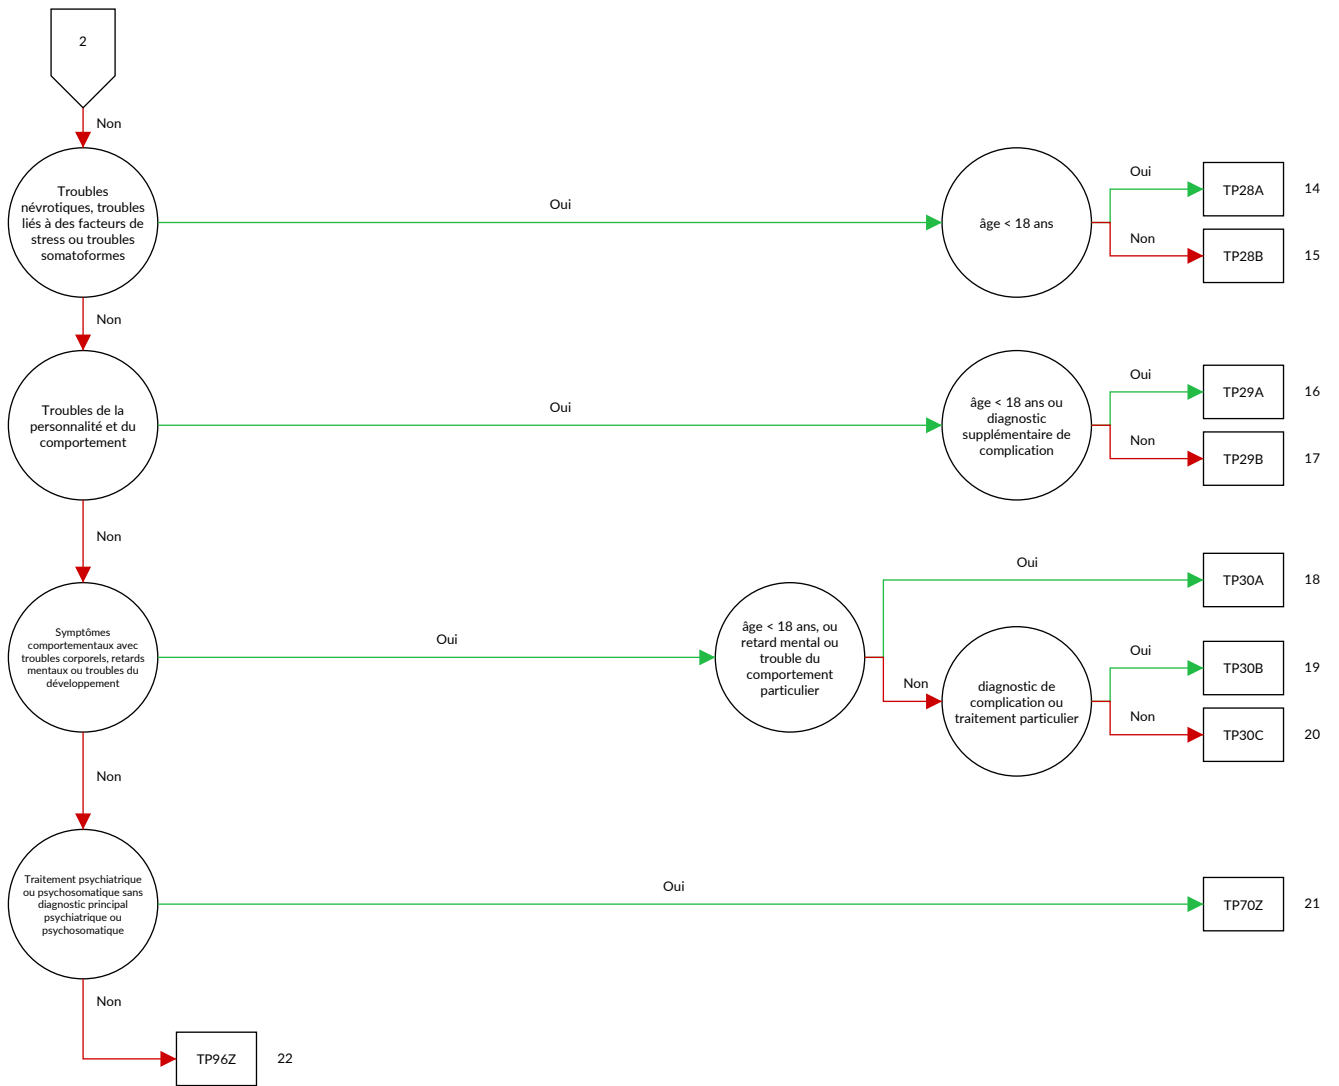 2
Non
Troubles
névrotiques, troubles
liés à des facteurs de
stress ou troubles
somatoformes
Oui
âge < 18 ans
Oui
TP28A
14
Non
TP28B
15
Non
Troubles de la
personnalité et du
comportement
Oui
âge < 18 ans ou
diagnostic
supplémentaire de
complication
Oui
TP29A
16
Non
TP29B
17
Non
Symptômes
comportementaux avec
troubles corporels, retards
mentaux ou troubles du
développement
Oui
âge < 18 ans, ou
retard mental ou
trouble du
comportement
particulier
Oui
TP30A
18
Non
diagnostic de
complication ou
traitement particulier
Oui
TP30B
19
Non
TP30C
20
Non
Traitement psychiatrique
ou psychosomatique sans
diagnostic principal
psychiatrique ou
psychosomatique
Oui
TP70Z
21
Non
TP96Z
22